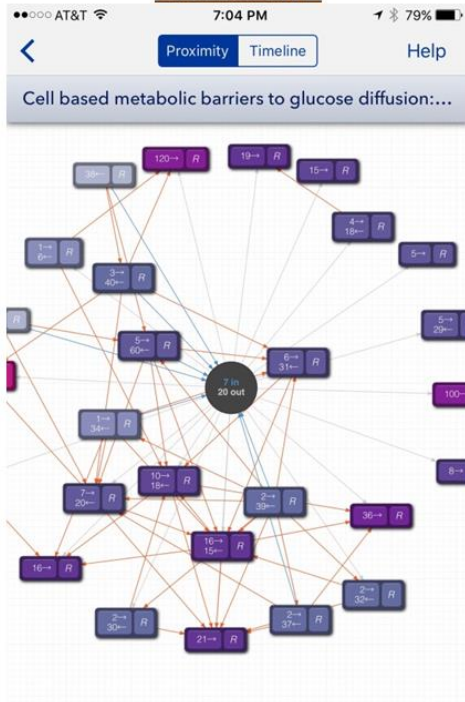 AT&T 7:04 PM 79%
Proximity Timeline Help
Cell based metabolic barriers to glucose diffusion:...
38← R
120→ R
19→ R
15→ R
4→
18←
R
1→
6←
R
5→ R
3→
40←
R
R
5→
60←
R
6→
31←
R
5→
29←
7 in
20 out
100→
1→
34←
R
8→
10→
18←
R
7→
20←
R
2→
39←
R
36→ R
16→
15←
R
16→ R
2→
32←
R
2→
30←
R
2→
37←
R
21→ R